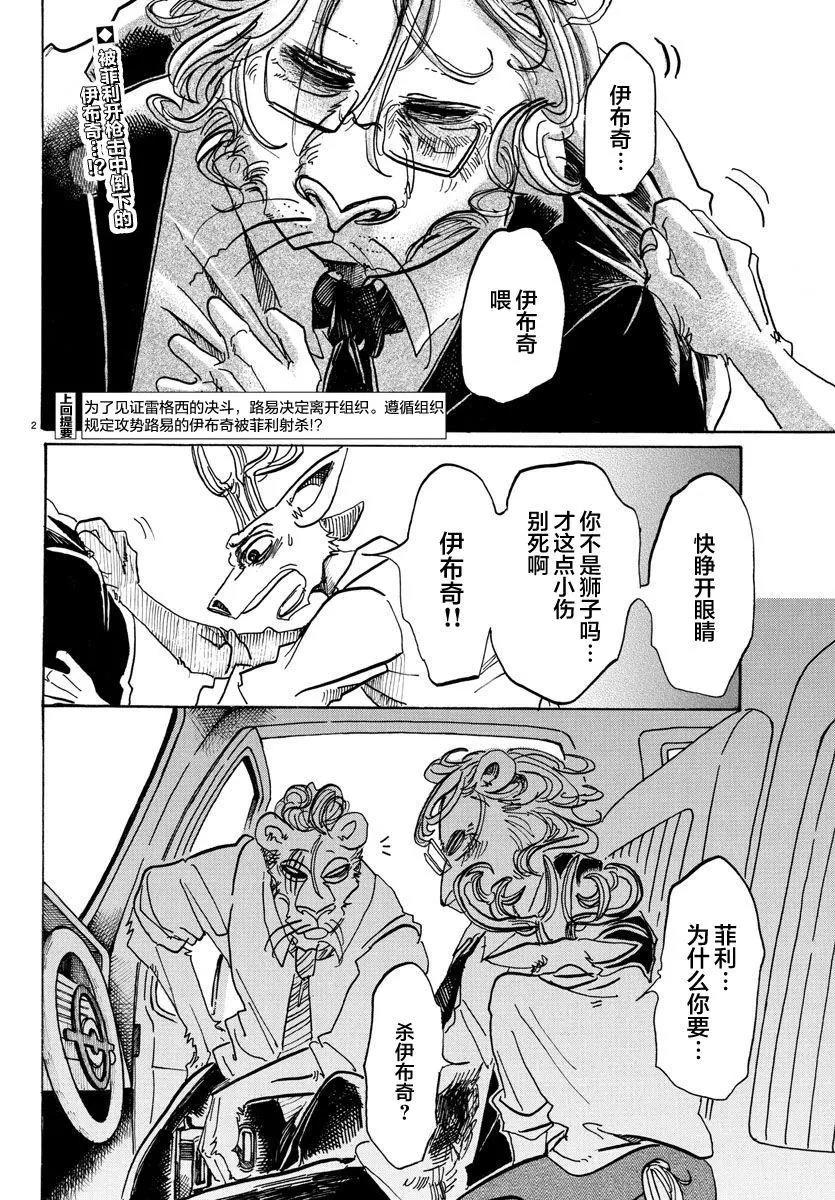 伊布奇…
◆被菲利开枪击中倒下的
伊布奇…!?
伊布奇
喂
上回提要
为了见证雷格西的决斗，路易决定离开组织。遵循组织
规定攻势路易的伊布奇被菲利射杀!?
2
快睁开眼睛
你不是狮子吗…
才这点小伤
别死啊
伊布奇!!
菲利…
为什么你要…
杀伊布奇?